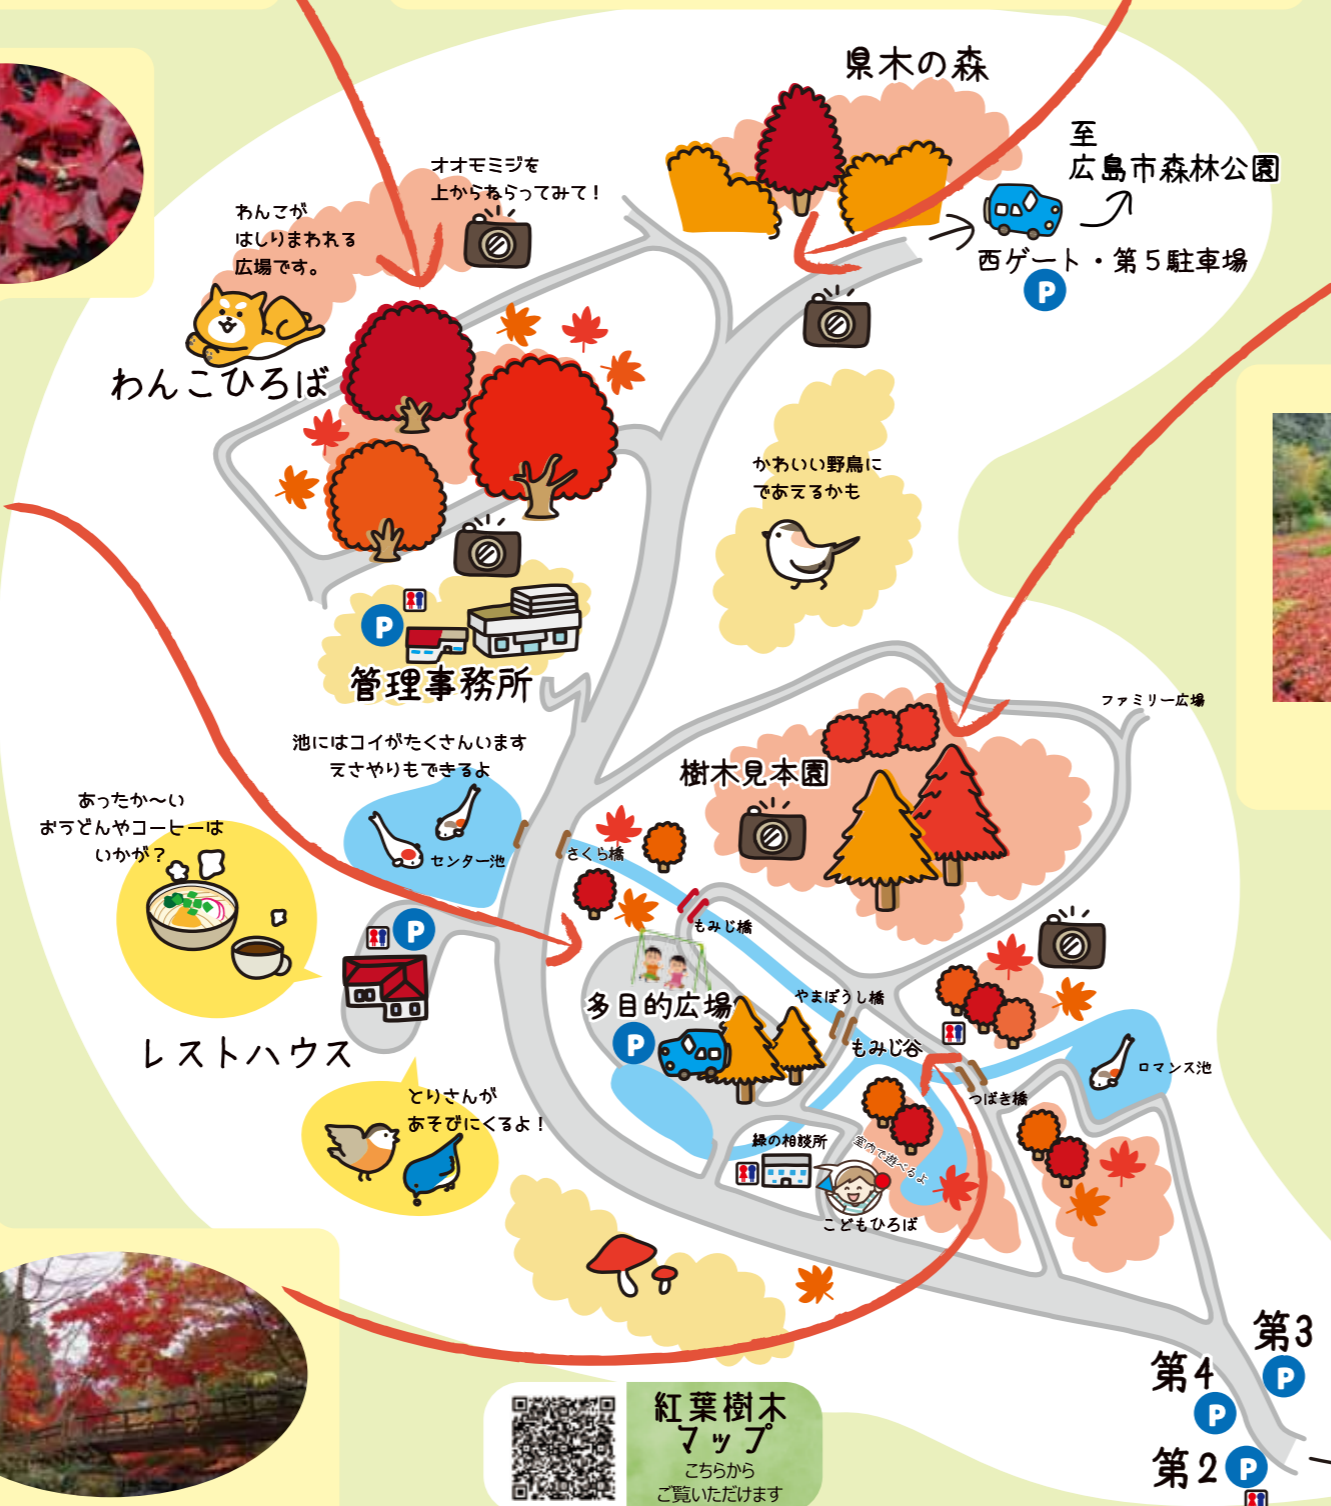 県木の森
至
広島市森林公園
西ゲート・第5駐車場
P
オオモミジを
上からねらってみて！
わんこが
はしりまわれる
広場です。
わんこひろば
かわいい野鳥に
であえるかも
P
管理事務所
ファミリー広場
池にはコイがたくさんいます
えさやりもできるよ
樹木見本園
あったか～い
おうどんやコーヒーは
いかが？
センター池
さくら橋
もみじ橋
P
レストハウス
多目的広場
P
やまぼうし橋
もみじ谷
ロマンス池
つばき橋
とりさんが
あそびにくるよ！
緑の相談所
室内で遊べるよ
こどもひろば
第3
P
第4
P
第2
P
紅葉樹木
マップ
こちらから
ご覧いただけます